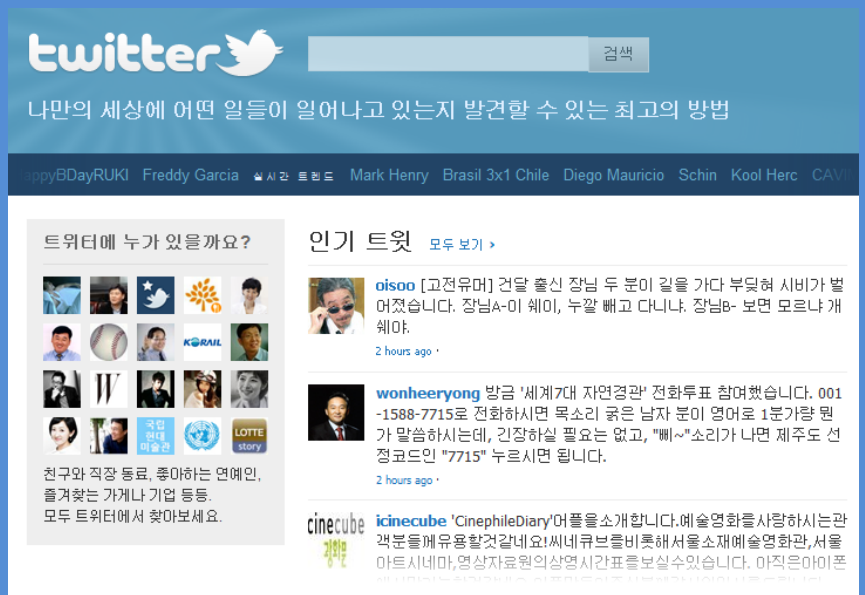 twitter
검색
나만의 세상에 어떤 일들이 일어나고 있는지 발견할 수 있는 최고의 방법
appyBDayRUKI Freddy Garcia 실시간 트렌드 Mark Henry Brasil 3x1 Chile Diego Mauricio Schin Kool Herc CAVI
트위터에 누가 있을까요?
KORAIL
W
국립
현대
미술관
LOTTE
story
친구와 직장 동료, 좋아하는 연예인,
즐겨찾는 가게나 기업 등등.
모두 트위터에서 찾아보세요.
인기 트윗 모두 보기 ›
oisoo [고전유머] 건달 출신 장님 두 분이 길을 가다 부딪혀 시비가 벌
어졌습니다. 장님A-이 쉐이, 누깔 빼고 다니냐. 장님B- 보면 모르냐 개
쉐야.
2 hours ago ·
wonheeryong 방금 '세계7대 자연경관' 전화투표 참여했습니다. 001
-1588-7715로 전화하시면 목소리 굵은 남자 분이 영어로 1분가량 뭔
가 말씀하시는데, 긴장하실 필요는 없고, "삐~"소리가 나면 제주도 선
정코드인 "7715" 누르시면 됩니다.
2 hours ago ·
cinecube
광화문
icinecube 'CinephileDiary'어플을소개합니다.예술영화를사랑하시는관
객분들께유용할것같네요!씨네큐브를비롯해서울소재예술영화관,서울
아트시네마,영상자료원의상영시간표를보실수있습니다. 아직은아이폰